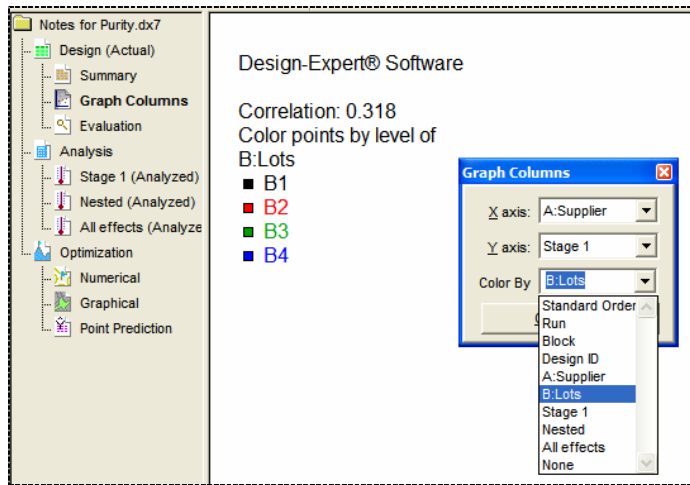 Notes for Purity.dx7
Design (Actual)
Summary
Graph Columns
Evaluation
Analysis
Stage 1 (Analyzed)
Nested (Analyzed)
All effects (Analyze
Optimization
Numerical
Graphical
Point Prediction
Design-Expert® Software
Correlation: 0.318
Color points by level of
B:Lots
B1
B2
B3
B4
Graph Columns
X axis: A:Supplier
Y axis: Stage 1
Color By B:Lots
Standard Order
Run
Block
Design ID
A:Supplier
B:Lots
Stage 1
Nested
All effects
None